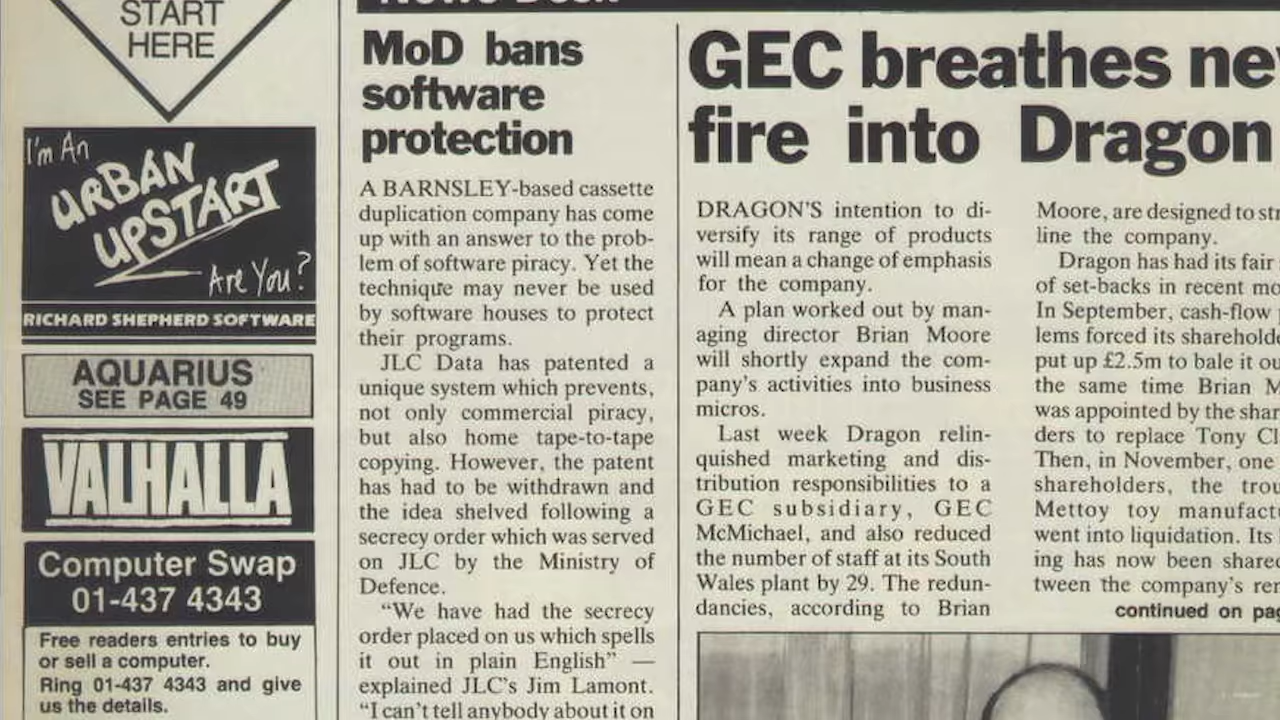 START
HERE
I'm An
URBAN
UPSTART
Are You?
RICHARD SHEPHERD SOFTWARE
AQUARIUS
SEE PAGE 49
VALHALLA
Computer Swap
01-437 4343
Free readers entries to buy
or sell a computer.
Ring 01-437 4343 and give
us the details.
MoD bans
software
protection
A BARNSLEY-based cassette
duplication company has come
up with an answer to the prob-
lem of software piracy. Yet the
technique may never be used
by software houses to protect
their programs.
JLC Data has patented a
unique system which prevents,
not only commercial piracy,
but also home tape-to-tape
copying. However, the patent
has had to be withdrawn and
the idea shelved following a
secrecy order which was served
on JLC by the Ministry of
Defence.
“We have had the secrecy
order placed on us which spells
it out in plain English” —
explained JLC's Jim Lamont.
“I can't tell anybody about it on
GEC breathes
fire into Dragon
DRAGON'S intention to di-
versify its range of products
will mean a change of emphasis
for the company.
A plan worked out by man-
aging director Brian Moore
will shortly expand the com-
pany's activities into business
micros.
Last week Dragon relin-
quished marketing and dis-
tribution responsibilities to a
GEC subsidiary, GEC
McMichael, and also reduced
the number of staff at its South
Wales plant by 29. The redun-
dancies, according to Brian
Moore, are designed to
line the company.
Dragon has had its fair
of set-backs in recent
In September, cash-flow
lems forced its
put up £2.5m to bale it
the same time Brian
was appointed by the
ders to replace Tony
Then, in November, one
shareholders, the
Mettoy toy
went into liquidation. Its
ing has now been
tween the company's
continued on